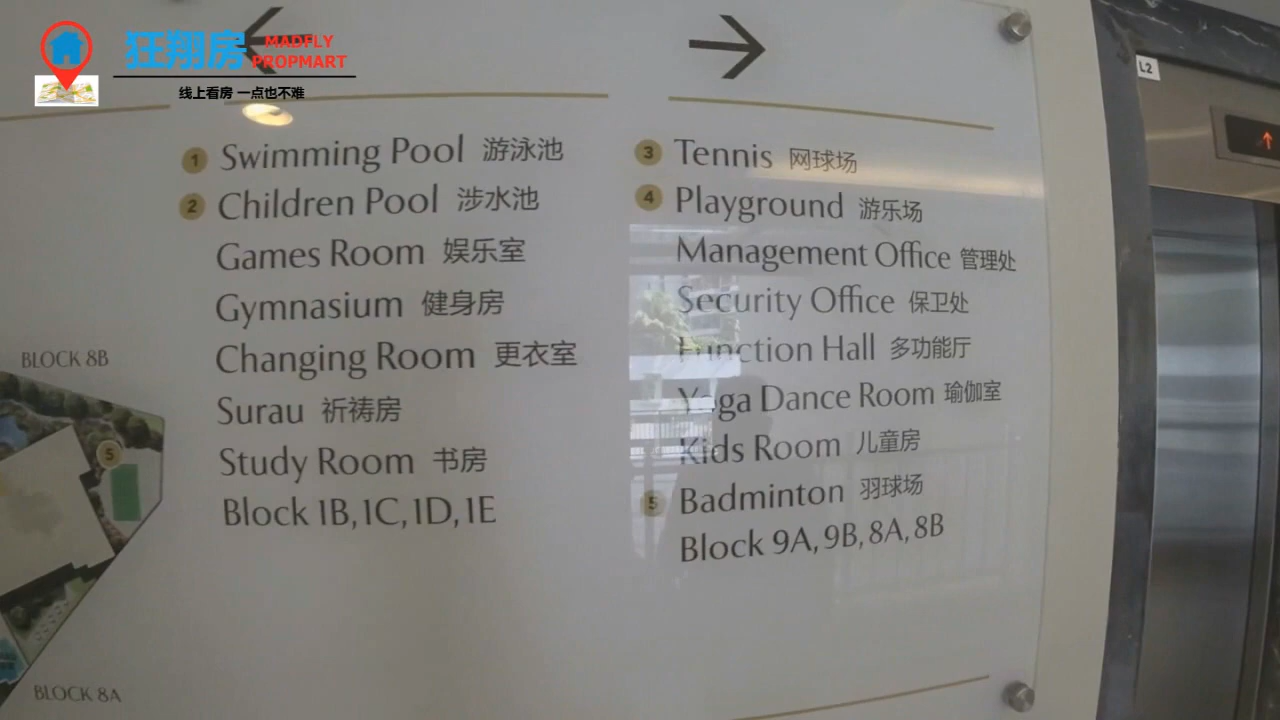 狂翔房
MADFLY
PROPMART
线上看房 一点也不难
L2
1 Swimming Pool 游泳池
2 Children Pool 涉水池
Games Room 娱乐室
Gymnasium 健身房
Changing Room 更衣室
Surau 祈祷房
Study Room 书房
Block 1B, 1C, 1D, 1E
3 Tennis 网球场
4 Playground 游乐场
Management Office 管理处
Security Office 保卫处
Function Hall 多功能厅
Yoga Dance Room 瑜伽室
Kids Room 儿童房
5 Badminton 羽球场
Block 9A, 9B, 8A, 8B
BLOCK 8B
5
BLOCK 8A